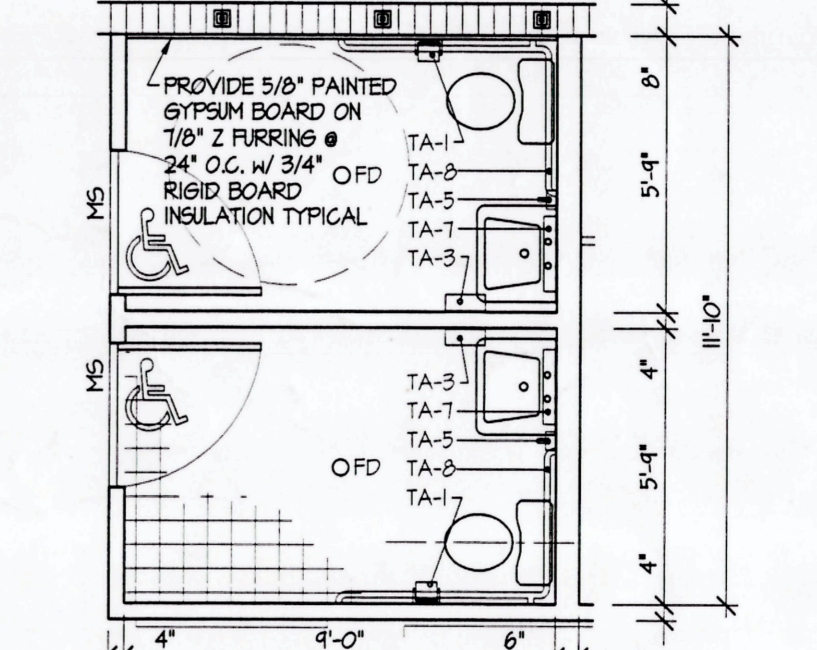 PROVIDE 5/8" PAINTED
GYPSUM BOARD ON
7/8" Z FURRING @
24" O.C. W/ 3/4"
RIGID BOARD
INSULATION TYPICAL
FD
TA-1
TA-8
TA-5
TA-7
TA-3
MS
8"
5'-9"
11'-10"
4"
MS
TA-3
TA-7
TA-5
TA-8
TA-1
FD
5'-9"
4"
4"
9'-0"
6"